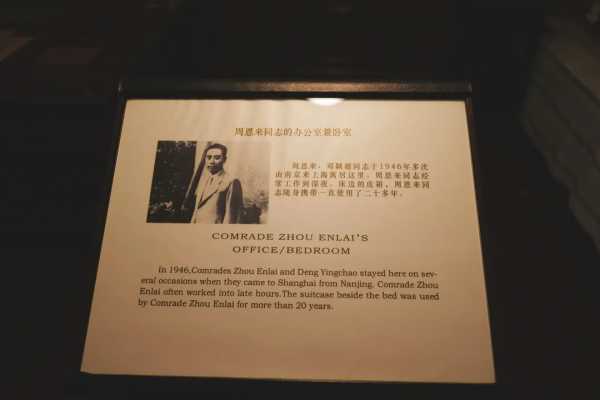 周恩来同志的办公室兼卧室
周恩来，邓颖超同志于1946年多次
由南京来上海寓居这里。周恩来同志经
常工作到深夜。床边的皮箱，周恩来同
志随身携带一直使用了二十多年。
COMRADE ZHOU ENLAI'S
OFFICE/BEDROOM
In 1946,Comrades Zhou Enlai and Deng Yingchao stayed here on sev-
eral occasions when they came to Shanghai from Nanjing. Comrade Zhou
Enlai often worked into late hours.The suitcase beside the bed was used
by Comrade Zhou Enlai for more than 20 years.